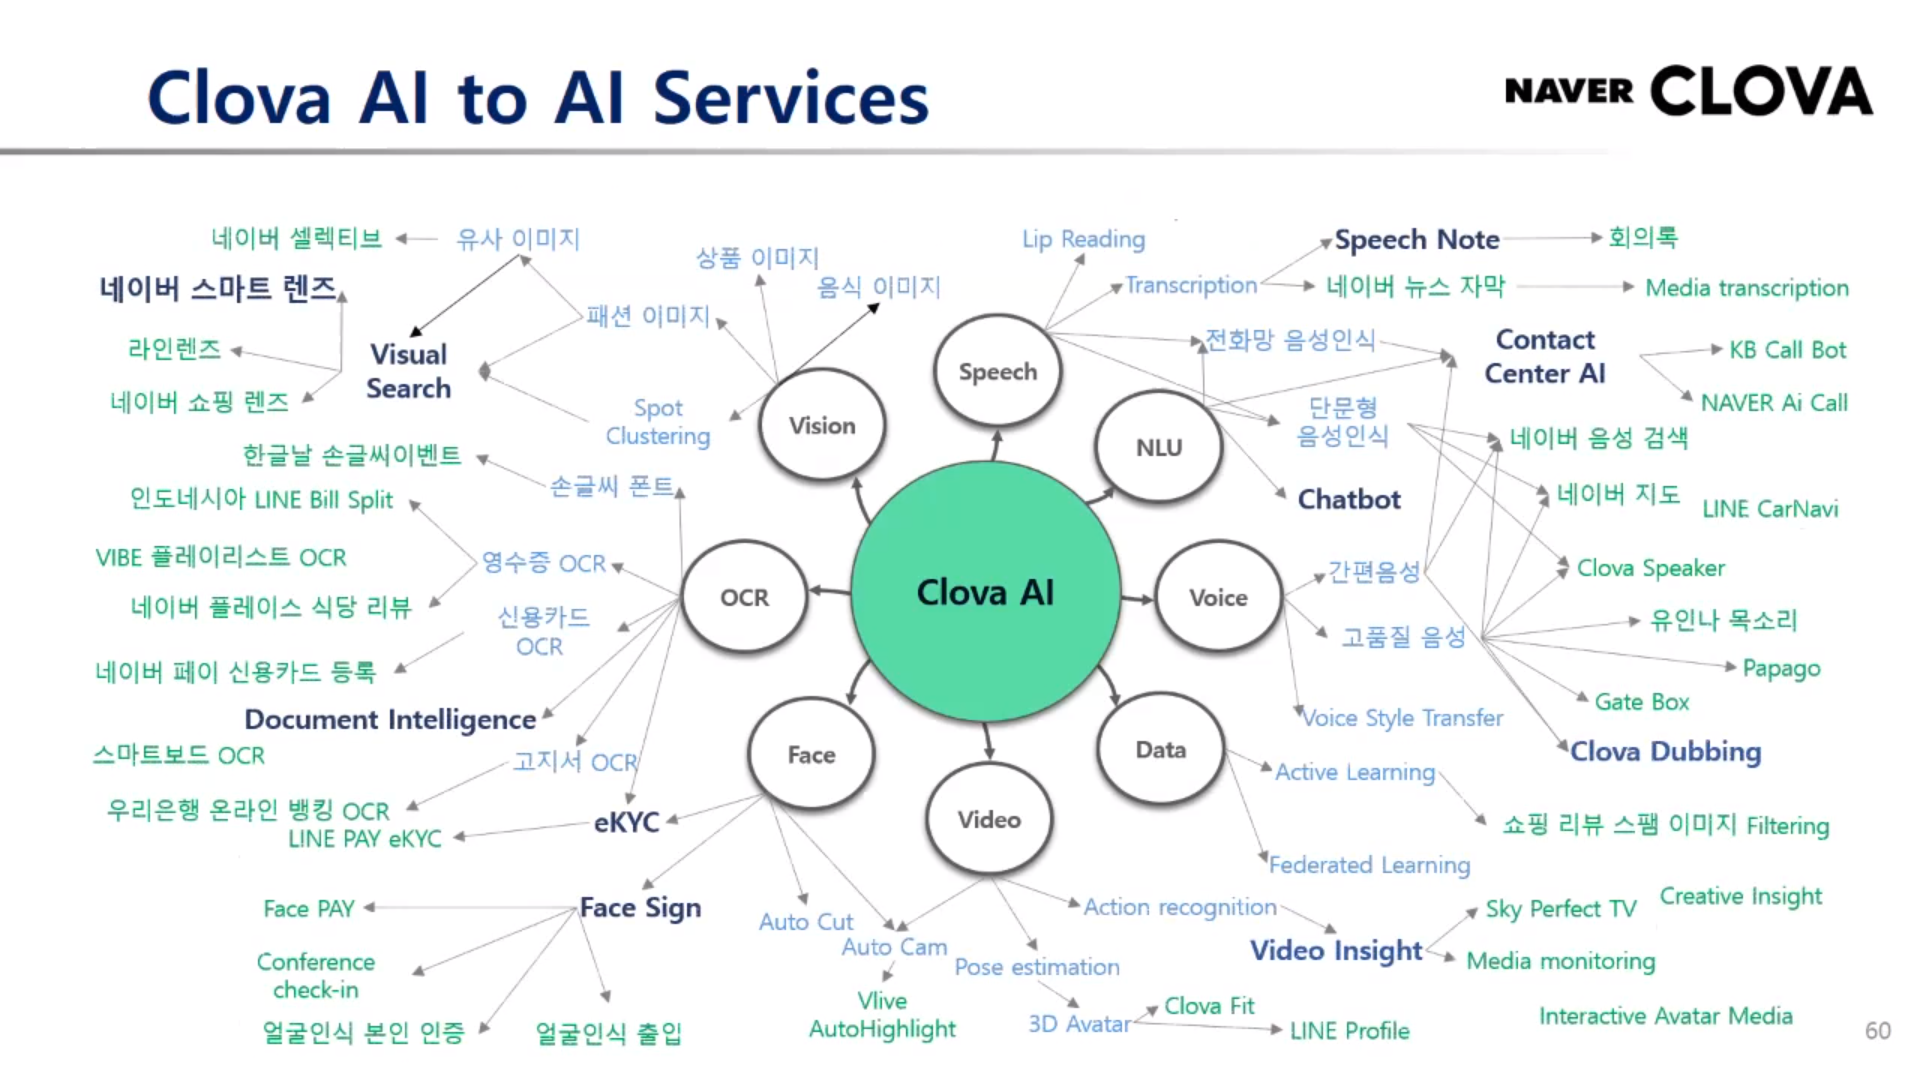 Clova AI to AI Services
NAVER CLOVA
네이버 셀렉티브
유사 이미지
상품 이미지
음식 이미지
네이버 스마트 렌즈
패션 이미지
라인렌즈
Visual
Search
네이버 쇼핑 렌즈
Spot
Clustering
Vision
한글날 손글씨이벤트
손글씨 폰트
인도네시아 LINE Bill Split
VIBE 플레이리스트 OCR
영수증 OCR
네이버 플레이스 식당 리뷰
신용카드
OCR
OCR
네이버 페이 신용카드 등록
Document Intelligence
스마트보드 OCR
고지서 OCR
우리은행 온라인 뱅킹 OCR
LINE PAY eKYC
eKYC
Face
Face PAY
Face Sign
Conference
check-in
얼굴인식 본인 인증
얼굴인식 출입
Auto Cut
Auto Cam
Vlive
AutoHighlight
Clova AI
Speech
Lip Reading
Transcription
Speech Note
회의록
네이버 뉴스 자막
Media transcription
전화망 음성인식
Contact
Center AI
KB Call Bot
NAVER Ai Call
NLU
단문형
음성인식
네이버 음성 검색
Chatbot
네이버 지도
LINE CarNavi
Voice
간편음성
Clova Speaker
고품질 음성
유인나 목소리
Papago
Gate Box
Voice Style Transfer
Clova Dubbing
Data
Active Learning
쇼핑 리뷰 스팸 이미지 Filtering
Federated Learning
Video
Action recognition
Video Insight
Sky Perfect TV
Creative Insight
Media monitoring
Pose estimation
3D Avatar
Clova Fit
LINE Profile
Interactive Avatar Media
60